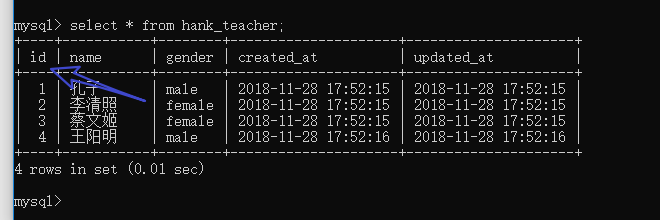 mysql> select * from hank_teacher;
+----+--------+--------+---------------------+---------------------+
| id | name | gender | created_at | updated_at |
+----+--------+--------+---------------------+---------------------+
| 1 | 孔子 | male | 2018-11-28 17:52:15 | 2018-11-28 17:52:15 |
| 2 | 李清照 | female | 2018-11-28 17:52:15 | 2018-11-28 17:52:15 |
| 3 | 蔡文姬 | female | 2018-11-28 17:52:15 | 2018-11-28 17:52:15 |
| 4 | 王阳明 | male | 2018-11-28 17:52:16 | 2018-11-28 17:52:16 |
+----+--------+--------+---------------------+---------------------+
4 rows in set (0.01 sec)
mysql>